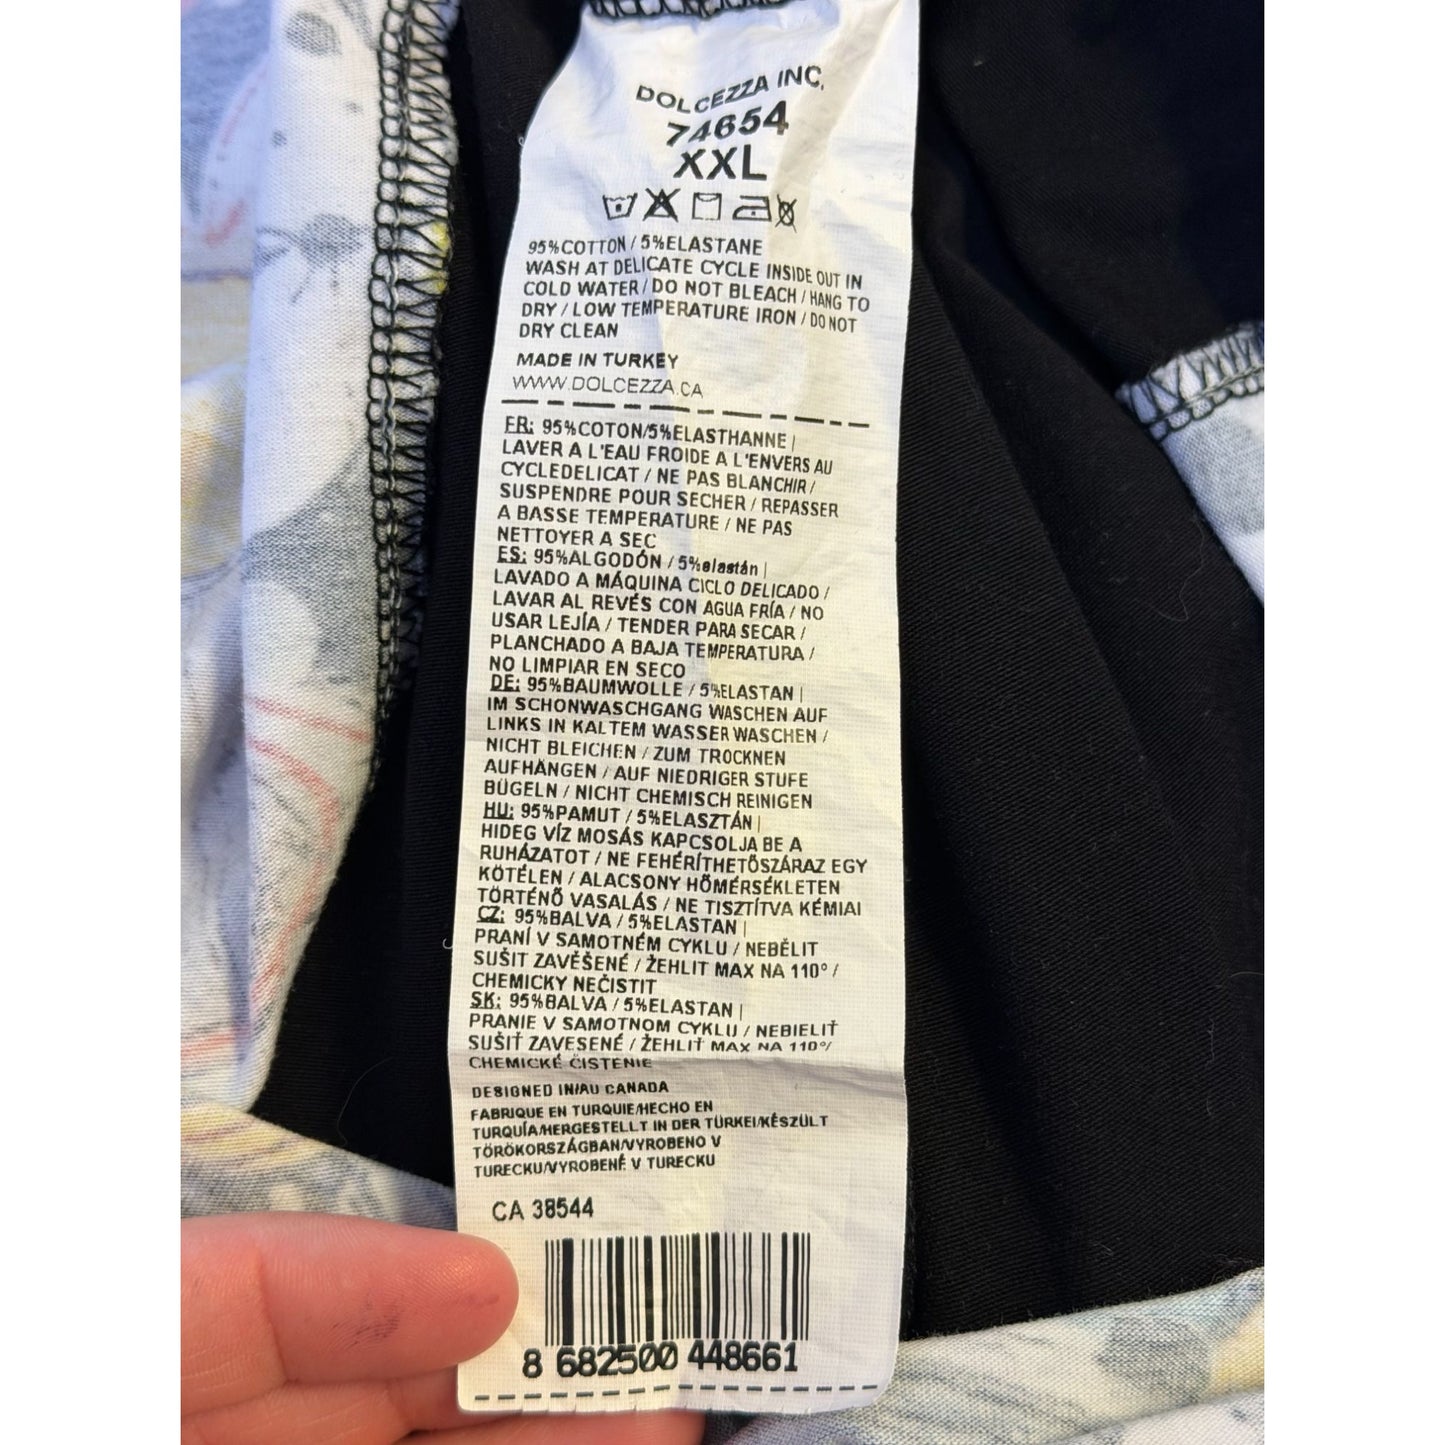 DOLCEZZA INC.
74654
XXL
95%COTTON / 5%ELASTANE
WASH AT DELICATE CYCLE INSIDE OUT IN
COLD WATER / DO NOT BLEACH / HANG TO
DRY / LOW TEMPERATURE IRON / DO NOT
DRY CLEAN
MADE IN TURKEY
WWW.DOLCEZZA.CA
FR: 95%COTON/5%ELASTHANNE |
LAVER A L'EAU FROIDE A L'ENVERS AU
CYCLEDELICAT / NE PAS BLANCHIR /
SUSPENDRE POUR SECHER / REPASSER
A BASSE TEMPERATURE / NE PAS
NETTOYER A SEC
ES: 95%ALGODÓN / 5%elastán |
LAVADO A MÁQUINA CICLO DELICADO /
LAVAR AL REVÉS CON AGUA FRÍA / NO
USAR LEJÍA / TENDER PARA SECAR /
PLANCHADO A BAJA TEMPERATURA /
NO LIMPIAR EN SECO
DE: 95%BAUMWOLLE / 5%ELASTAN |
IM SCHONWASCHGANG WASCHEN AUF
LINKS IN KALTEM WASSER WASCHEN /
NICHT BLEICHEN / ZUM TROCKNEN
AUFHÄNGEN / AUF NIEDRIGER STUFE
BÜGELN / NICHT CHEMISCH REINIGEN
HU: 95%PAMUT / 5%ELASZTÁN |
HIDEG VÍZ MOSÁS KAPCSOLJA BE A
RUHÁZATOT / NE FEHÉRÍTHETŐSZÁRAZ EGY
KÖTÉLEN / ALACSONY HŐMÉRSÉKLETEN
TÖRTÉNŐ VASALÁS / NE TISZTÍTVA KÉMIAI
CZ: 95%BALVA / 5%ELASTAN |
PRANÍ V SAMOTNÉM CYKLU / NEBĚLIT
SUŠIT ZAVĚŠENÉ / ŽEHLIT MAX NA 110° /
CHEMICKY NEČISTIT
SK: 95%BALVA / 5%ELASTAN |
PRANIE V SAMOTNOM CYKLU / NEBIELIŤ
SUŠIŤ ZAVESENÉ / ŽEHLIŤ MAX NA 110°/
CHEMICKÉ ČISTENIE
DESIGNED IN/AU CANADA
FABRIQUE EN TURQUIE/HECHO EN
TURQUÍA/HERGESTELLT IN DER TÜRKEI/KÉSZÜLT
TÖRÖKORSZÁGBAN/VYROBENO V
TURECKU/VYROBENÉ V TURECKU
CA 38544
8 682500 448661